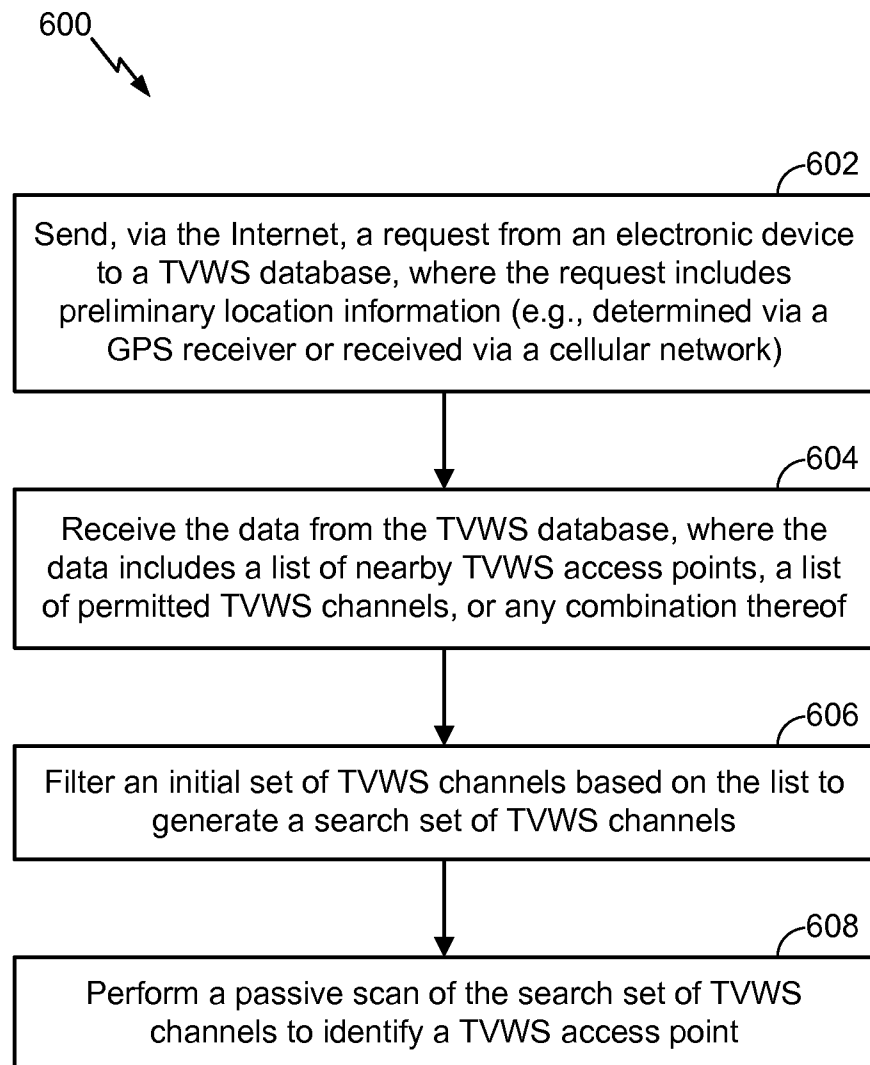 600
602
Send, via the Internet, a request from an electronic device
to a TVWS database, where the request includes
preliminary location information (e.g., determined via a
GPS receiver or received via a cellular network)
604
Receive the data from the TVWS database, where the
data includes a list of nearby TVWS access points, a list
of permitted TVWS channels, or any combination thereof
606
Filter an initial set of TVWS channels based on the list to
generate a search set of TVWS channels
608
Perform a passive scan of the search set of TVWS
channels to identify a TVWS access point